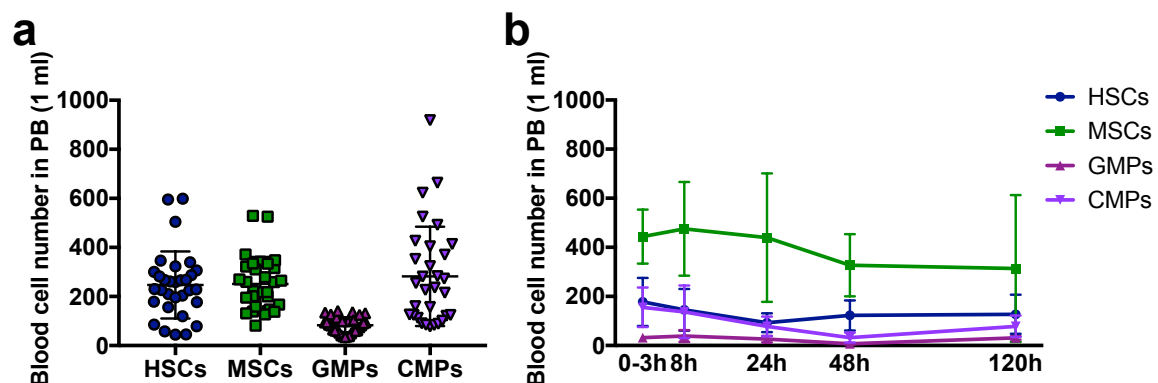 a
Blood cell number in PB (1 ml)
1000
800
600
400
200
0
HSCs MSCs GMPs CMPs
b
Blood cell number in PB (1 ml)
1000
800
600
400
200
0
0-3h 8h 24h 48h 120h
HSCs
MSCs
GMPs
CMPs